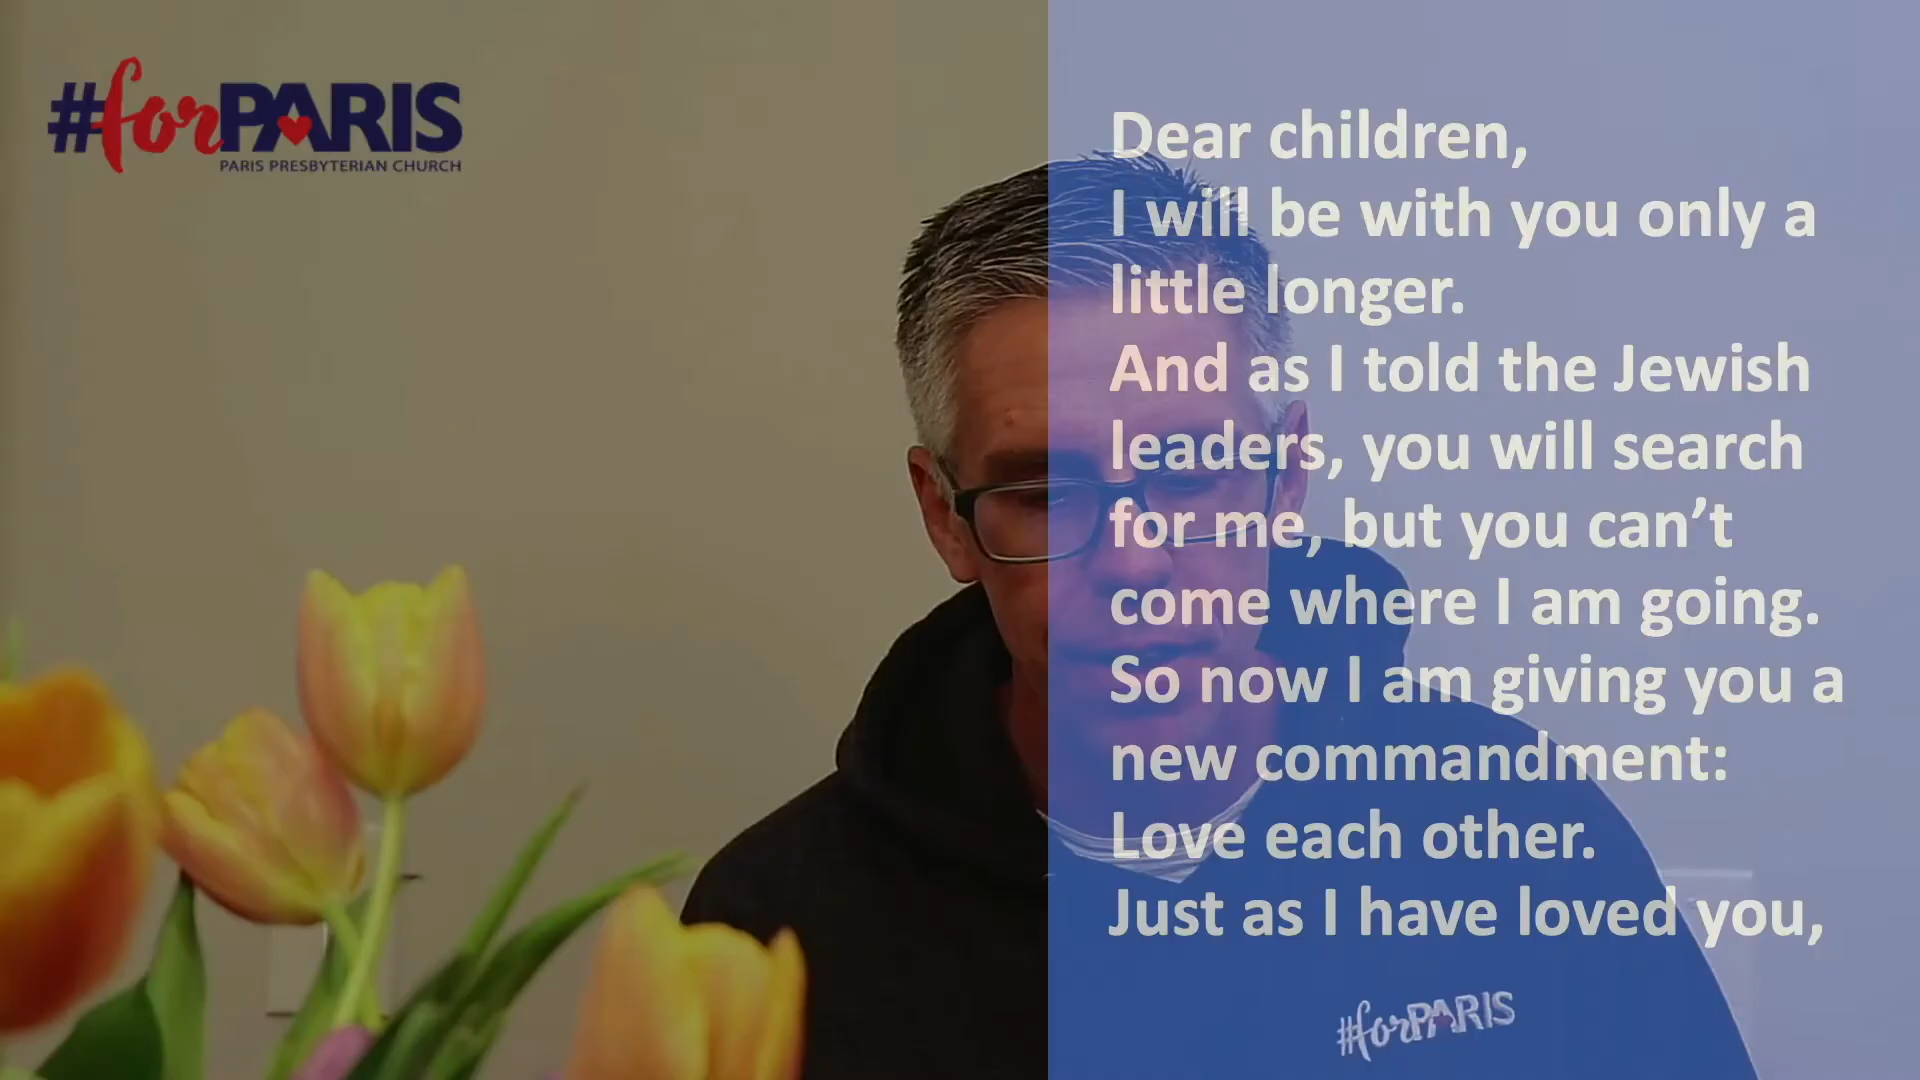 #forPARIS
PARIS PRESBYTERIAN CHURCH
Dear children,
I will be with you only a
little longer.
And as I told the Jewish
leaders, you will search
for me, but you can’t
come where I am going.
So now I am giving you a
new commandment:
Love each other.
Just as I have loved you,
#forPARIS